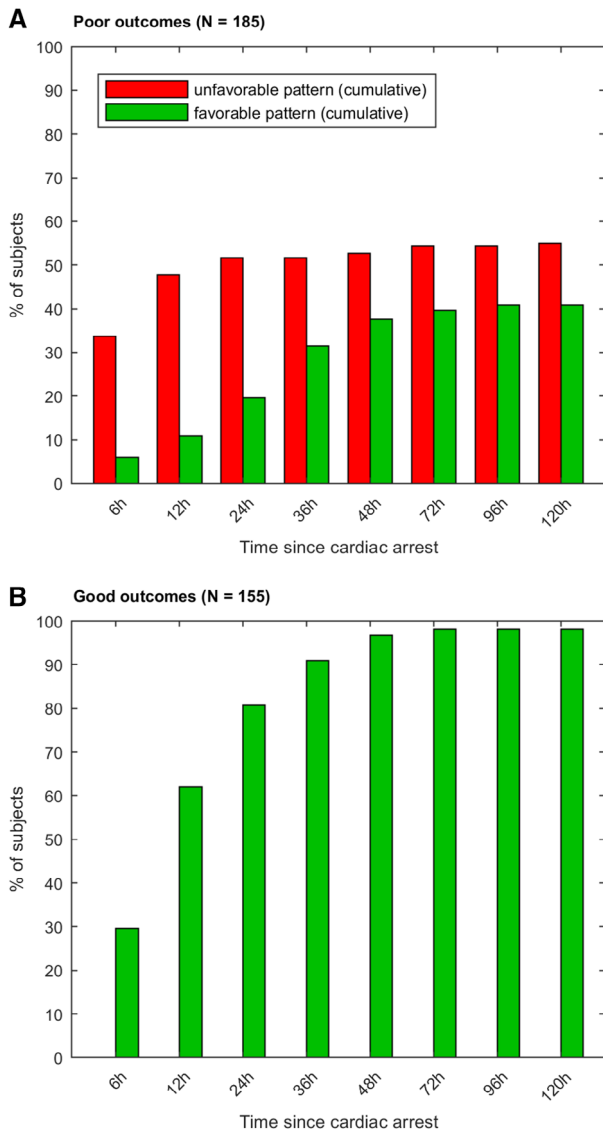 A
Poor outcomes (N = 185)
100
90
80
70
60
50
40
30
20
10
0
% of subjects
unfavorable pattern (cumulative)
favorable pattern (cumulative)
6h 12h 24h 36h 48h 72h 96h 120h
Time since cardiac arrest
B
Good outcomes (N = 155)
100
90
80
70
60
50
40
30
20
10
0
% of subjects
6h 12h 24h 36h 48h 72h 96h 120h
Time since cardiac arrest